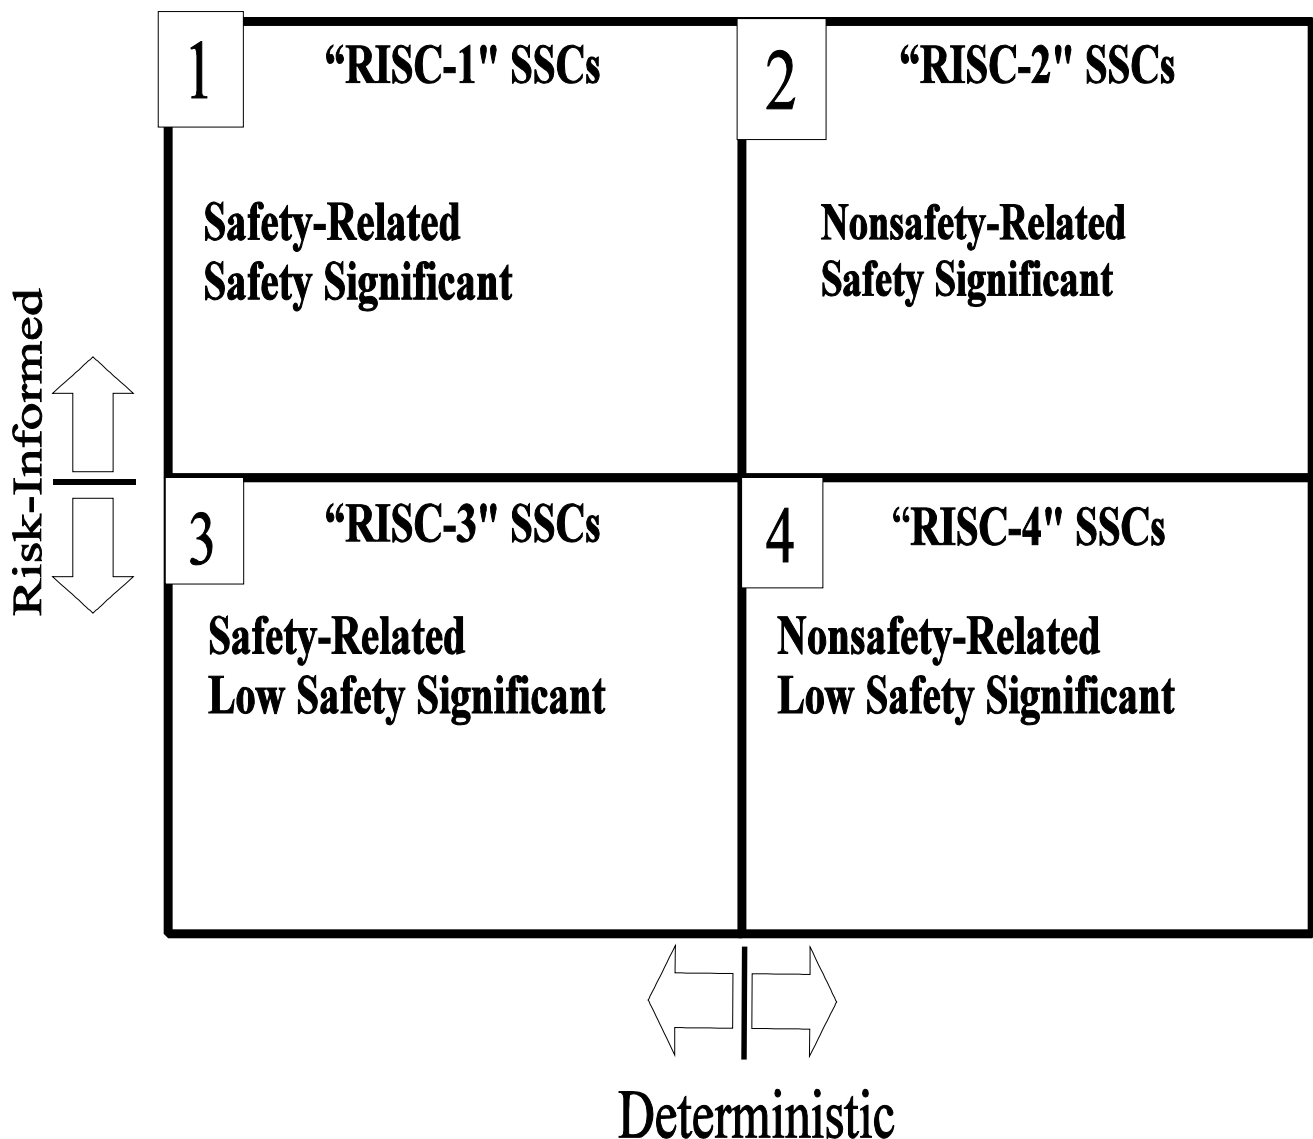 1
“RISC-1" SSCs
Safety-Related
Safety Significant
2
“RISC-2" SSCs
Nonsafety-Related
Safety Significant
Risk-Informed
3
“RISC-3" SSCs
Safety-Related
Low Safety Significant
4
“RISC-4" SSCs
Nonsafety-Related
Low Safety Significant
Deterministic